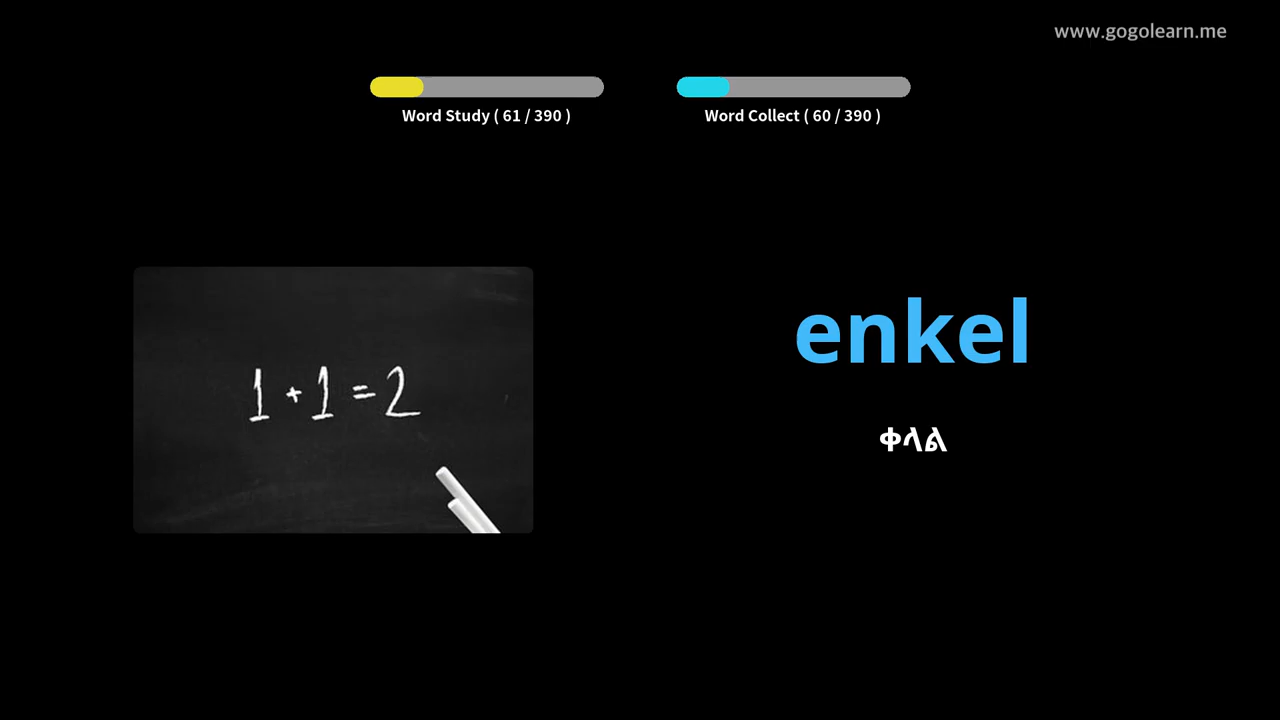 www.gogolearn.me
Word Study ( 61 / 390 )
Word Collect ( 60 / 390 )
1 + 1 = 2
enkel
ቀላል